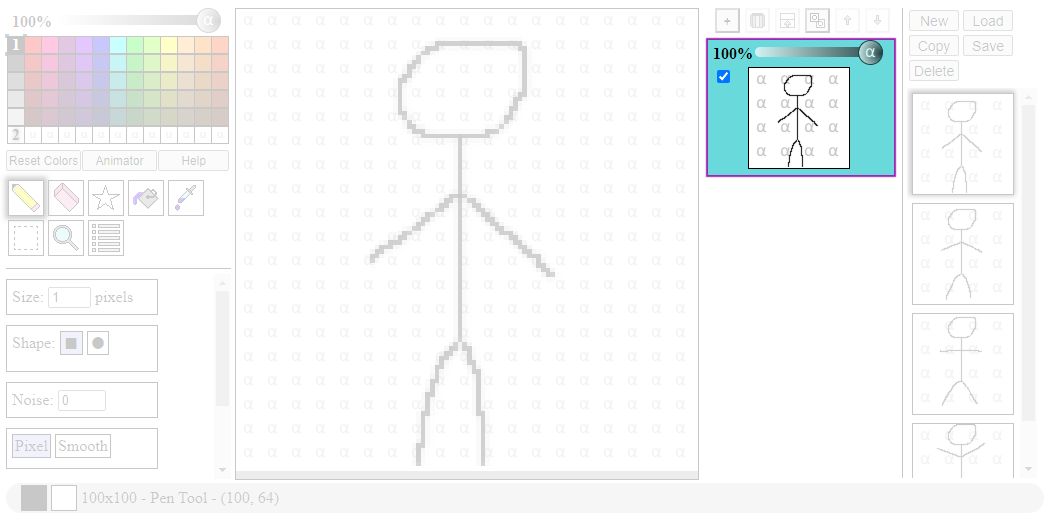 100%
α
1
2
Reset Colors Animator Help
Size: 1 pixels
Shape:
Noise: 0
Pixel Smooth
100x100 - Pen Tool - (100, 64)
+
100% α
New Load
Copy Save
Delete